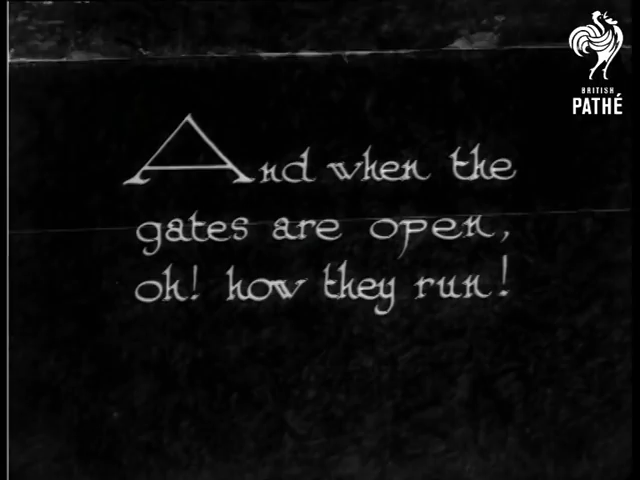 BRITISH
PATHÉ
And when the
gates are open,
oh! how they run!